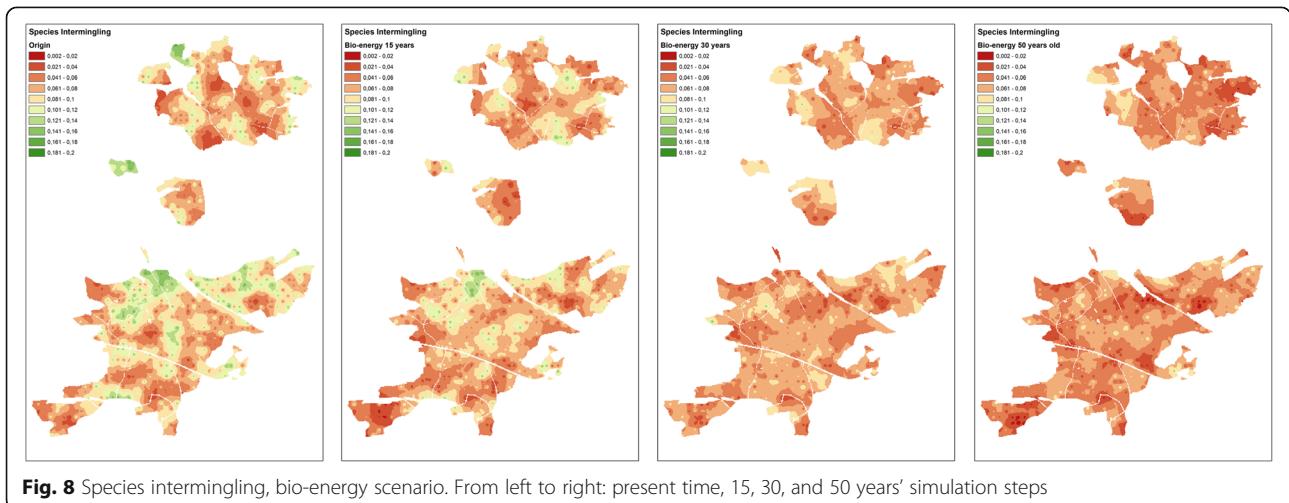 Species Intermingling
Origin
0,002 - 0,02
0,021 - 0,04
0,041 - 0,06
0,061 - 0,08
0,081 - 0,1
0,101 - 0,12
0,121 - 0,14
0,141 - 0,16
0,161 - 0,18
0,181 - 0,2
Species Intermingling
Bio-energy 15 years
0,002 - 0,02
0,021 - 0,04
0,041 - 0,06
0,061 - 0,08
0,081 - 0,1
0,101 - 0,12
0,121 - 0,14
0,141 - 0,16
0,161 - 0,18
0,181 - 0,2
Species Intermingling
Bio-energy 30 years
0,002 - 0,02
0,021 - 0,04
0,041 - 0,06
0,061 - 0,08
0,081 - 0,1
0,101 - 0,12
0,121 - 0,14
0,141 - 0,16
0,161 - 0,18
0,181 - 0,2
Species Intermingling
Bio-energy 50 years old
0,002 - 0,02
0,021 - 0,04
0,041 - 0,06
0,061 - 0,08
0,081 - 0,1
0,101 - 0,12
0,121 - 0,14
0,141 - 0,16
0,161 - 0,18
0,181 - 0,2
Fig. 8 Species intermingling, bio-energy scenario. From left to right: present time, 15, 30, and 50 years' simulation steps